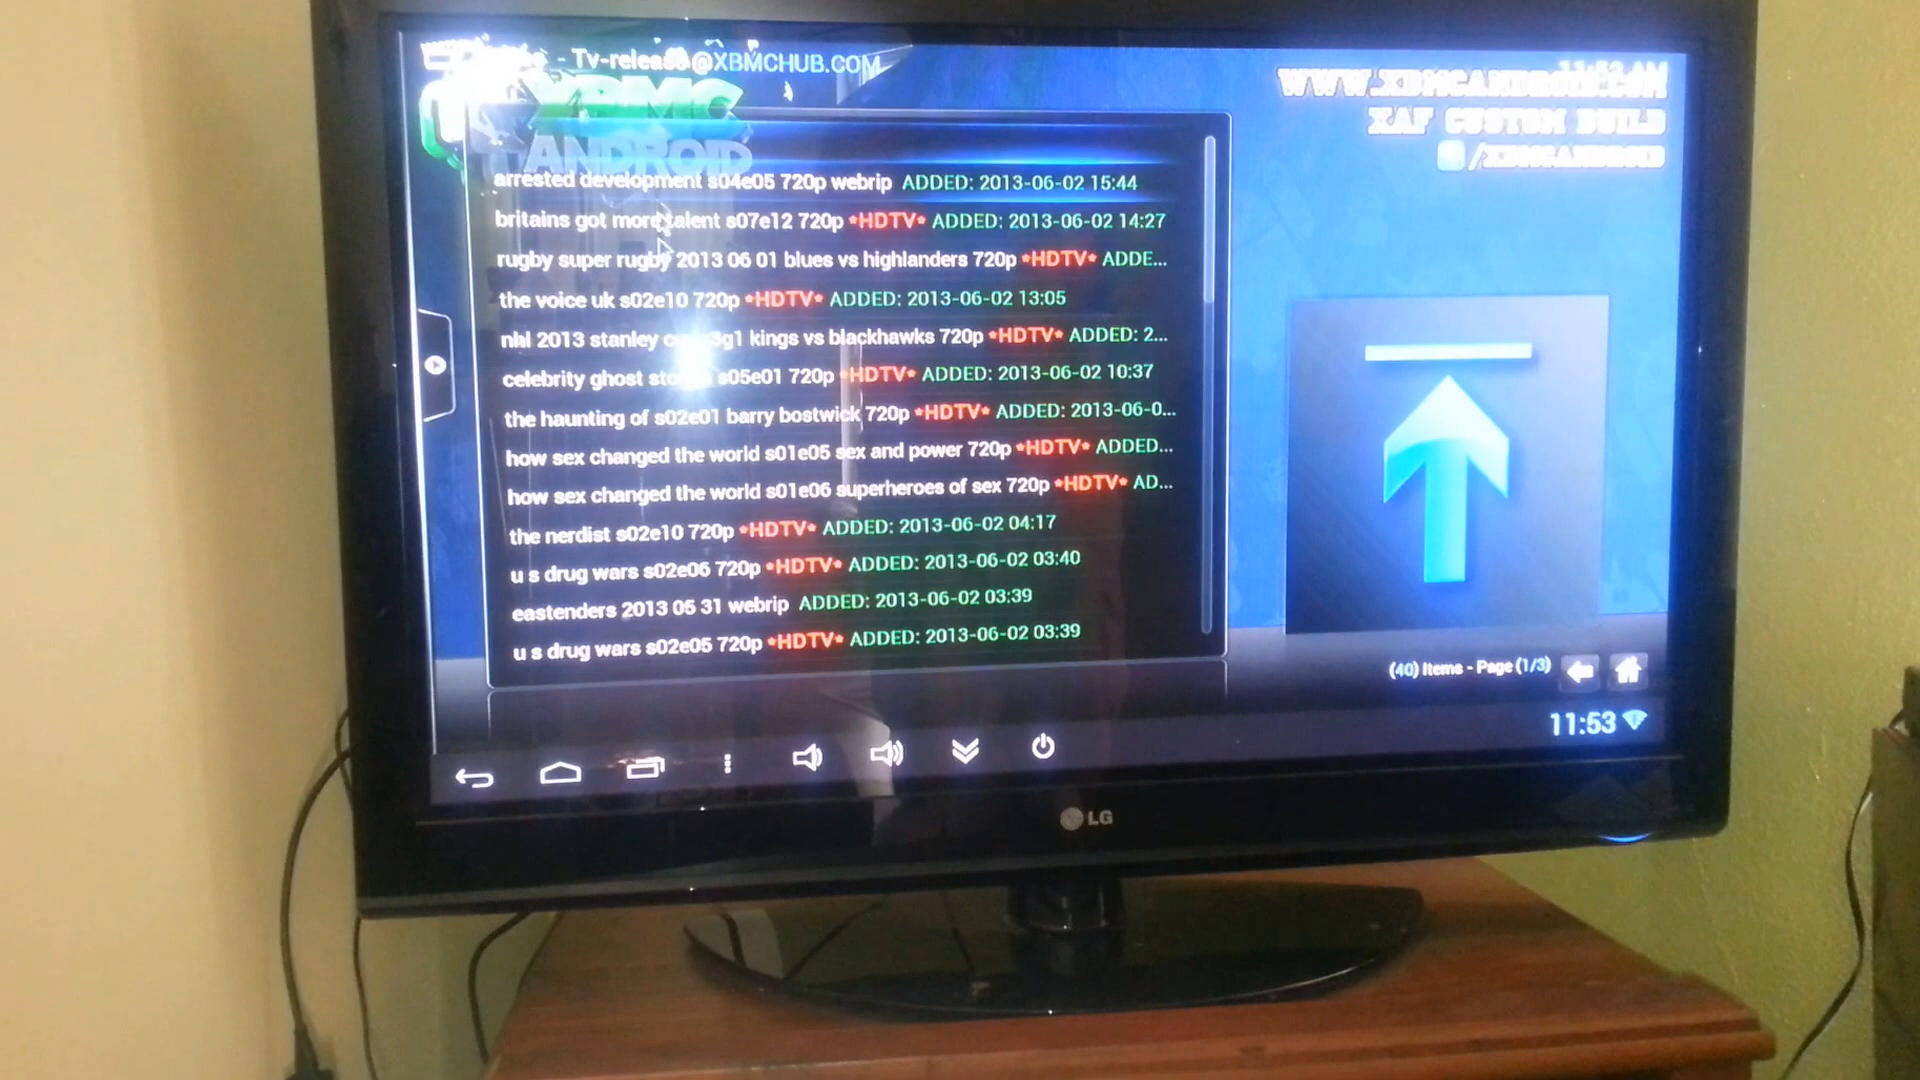 - Tv-release@XBMCHUB.COM
11:53 AM
WWW.XBMCANDROID.COM
XBMC
XAF CUSTOM BUILD
ANDROID
/XBMCANDROID
arrested development s04e05 720p webrip ADDED: 2013-06-02 15:44
britains got more talent s07e12 720p *HDTV* ADDED: 2013-06-02 14:27
rugby super rugby 2013 06 01 blues vs highlanders 720p *HDTV* ADDE...
the voice uk s02e10 720p *HDTV* ADDED: 2013-06-02 13:05
nhl 2013 stanley kings vs blackhawks 720p *HDTV* ADDED: 2...
celebrity ghost s05e01 720p *HDTV* ADDED: 2013-06-02 10:37
the haunting of s02e01 barry bostwick 720p *HDTV* ADDED: 2013-06-0...
how sex changed the world s01e05 sex and power 720p *HDTV* ADDED...
how sex changed the world s01e06 superheroes of sex 720p *HDTV* AD...
the nerdist s02e10 720p *HDTV* ADDED: 2013-06-02 04:17
u s drug wars s02e06 720p *HDTV* ADDED: 2013-06-02 03:40
eastenders 2013 05 31 webrip ADDED: 2013-06-02 03:39
u s drug wars s02e05 720p *HDTV* ADDED: 2013-06-02 03:39
(40) Items - Page (1/3)
11:53
LG